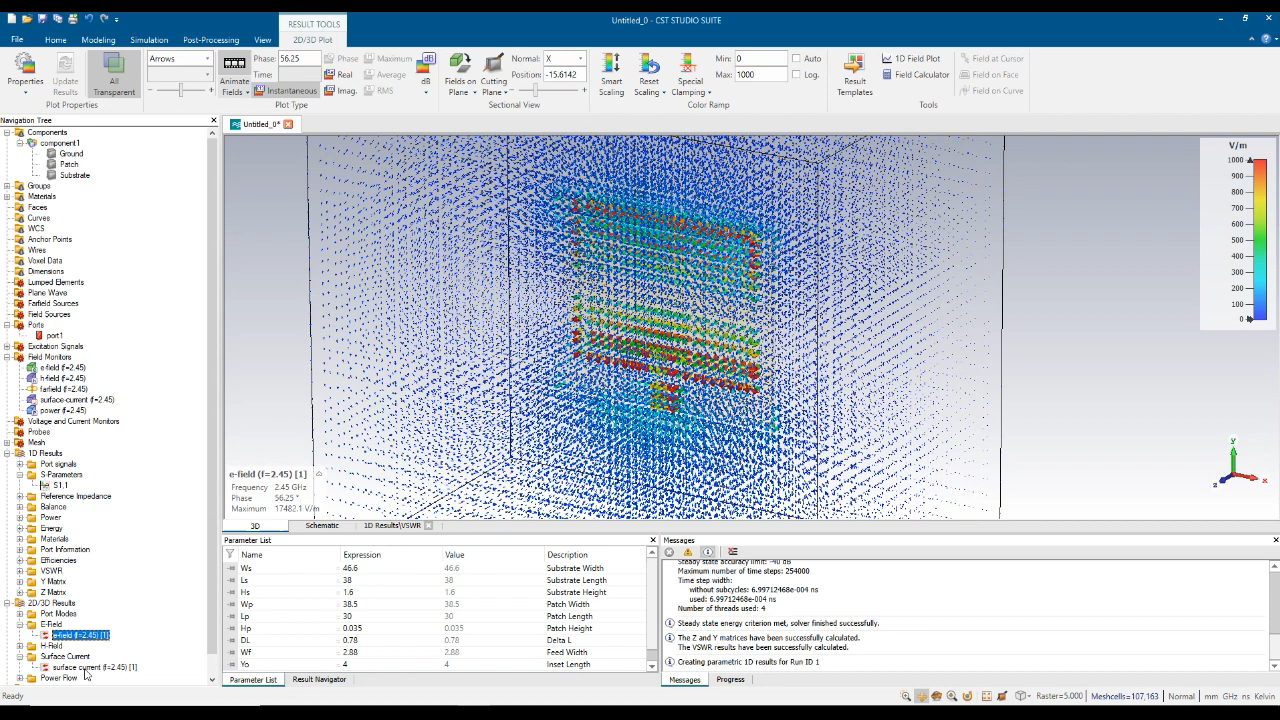 Untitled_0 - CST STUDIO SUITE
RESULT TOOLS
File
Home
Modeling
Simulation
Post-Processing
View
2D/3D Plot
Properties
Update
Results
All
Transparent
Plot Properties
Arrows
Animate
Fields
Phase: 56.25
Time:
Instantaneous
Phase
Real
Imag.
Maximum
Average
RMS
dB
dB
Plot Type
Fields on
Plane
Cutting
Plane
Normal: X
Position: -15.6142
Sectional View
Smart
Scaling
Reset
Scaling
Special
Clamping
Min: 0
Max: 1000
Auto
Log.
Color Ramp
Result
Templates
1D Field Plot
Field Calculator
Field at Cursor
Field on Face
Field on Curve
Tools
Navigation Tree
Components
component1
Ground
Patch
Substrate
Groups
Materials
Faces
Curves
WCS
Anchor Points
Wires
Voxel Data
Dimensions
Lumped Elements
Plane Wave
Farfield Sources
Field Sources
Ports
port1
Excitation Signals
Field Monitors
e-field (f=2.45)
h-field (f=2.45)
farfield (f=2.45)
surface-current (f=2.45)
power (f=2.45)
Voltage and Current Monitors
Probes
Mesh
1D Results
Port signals
S-Parameters
S1,1
Reference Impedance
Balance
Power
Energy
Materials
Port Information
Efficiencies
VSWR
Y Matrix
Z Matrix
2D/3D Results
Port Modes
E-Field
e-field (f=2.45) [1]
H-Field
Surface Current
surface current (f=2.45) [1]
Power Flow
Untitled_0*
V/m
1000
900
800
700
600
500
400
300
200
100
0
y
z
x
e-field (f=2.45) [1]
Frequency 2.45 GHz
Phase 56.25 °
Maximum 17482.1 V/m
3D
Schematic
1D Results\VSWR
Parameter List
Name Expression Value Description
Ws = 46.6 46.6 Substrate Width
Ls = 38 38 Substrate Length
Hs = 1.6 1.6 Substrate Height
Wp = 38.5 38.5 Patch Width
Lp = 30 30 Patch Length
Hp = 0.035 0.035 Patch Height
DL = 0.78 0.78 Delta L
Wf = 2.88 2.88 Feed Width
Yo = 4 4 Inset Length
Parameter List
Result Navigator
Messages
Steady state accuracy limit: -40 dB
Maximum number of time steps: 254000
Time step width:
without subcycles: 6.99712468e-004 ns
used: 6.99712468e-004 ns
Number of threads used: 4
Steady state energy criterion met, solver finished successfully.
The Z and Y matrices have been successfully calculated.
The VSWR results have been successfully calculated.
Creating parametric 1D results for Run ID 1
Messages
Progress
Ready
Raster=5.000
Meshcells=107,163
Normal
mm GHz ns Kelvin